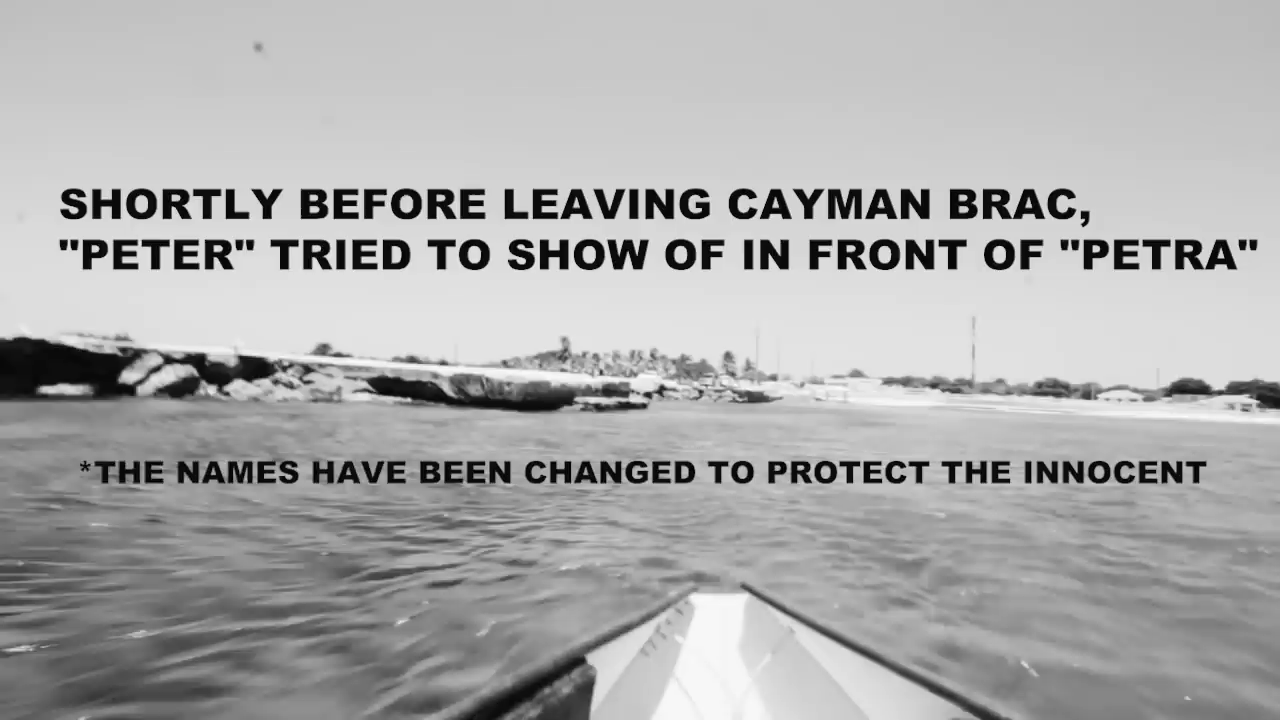 SHORTLY BEFORE LEAVING CAYMAN BRAC,
"PETER" TRIED TO SHOW OF IN FRONT OF "PETRA"
*THE NAMES HAVE BEEN CHANGED TO PROTECT THE INNOCENT